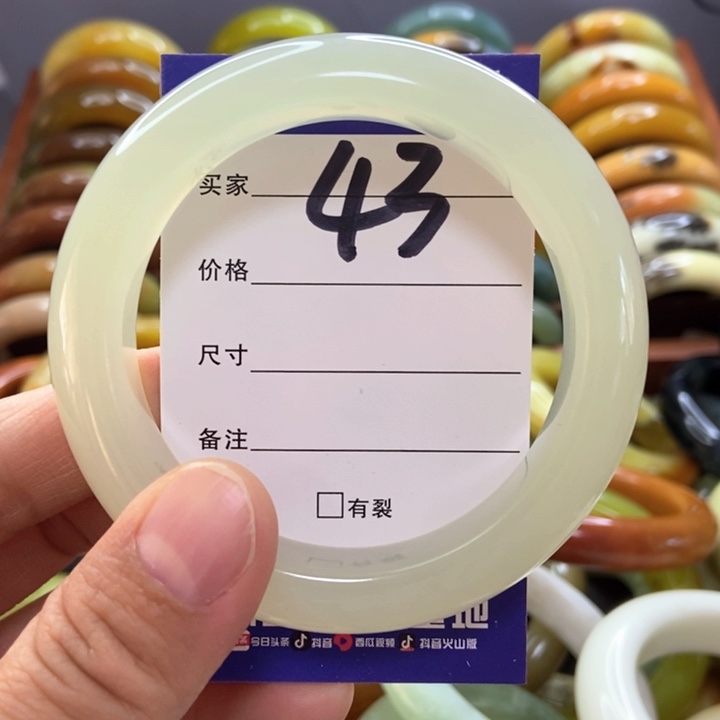 43
买家
价格
尺寸
备注
□有裂
地
今日头条 抖音 西瓜视频 抖音火山版